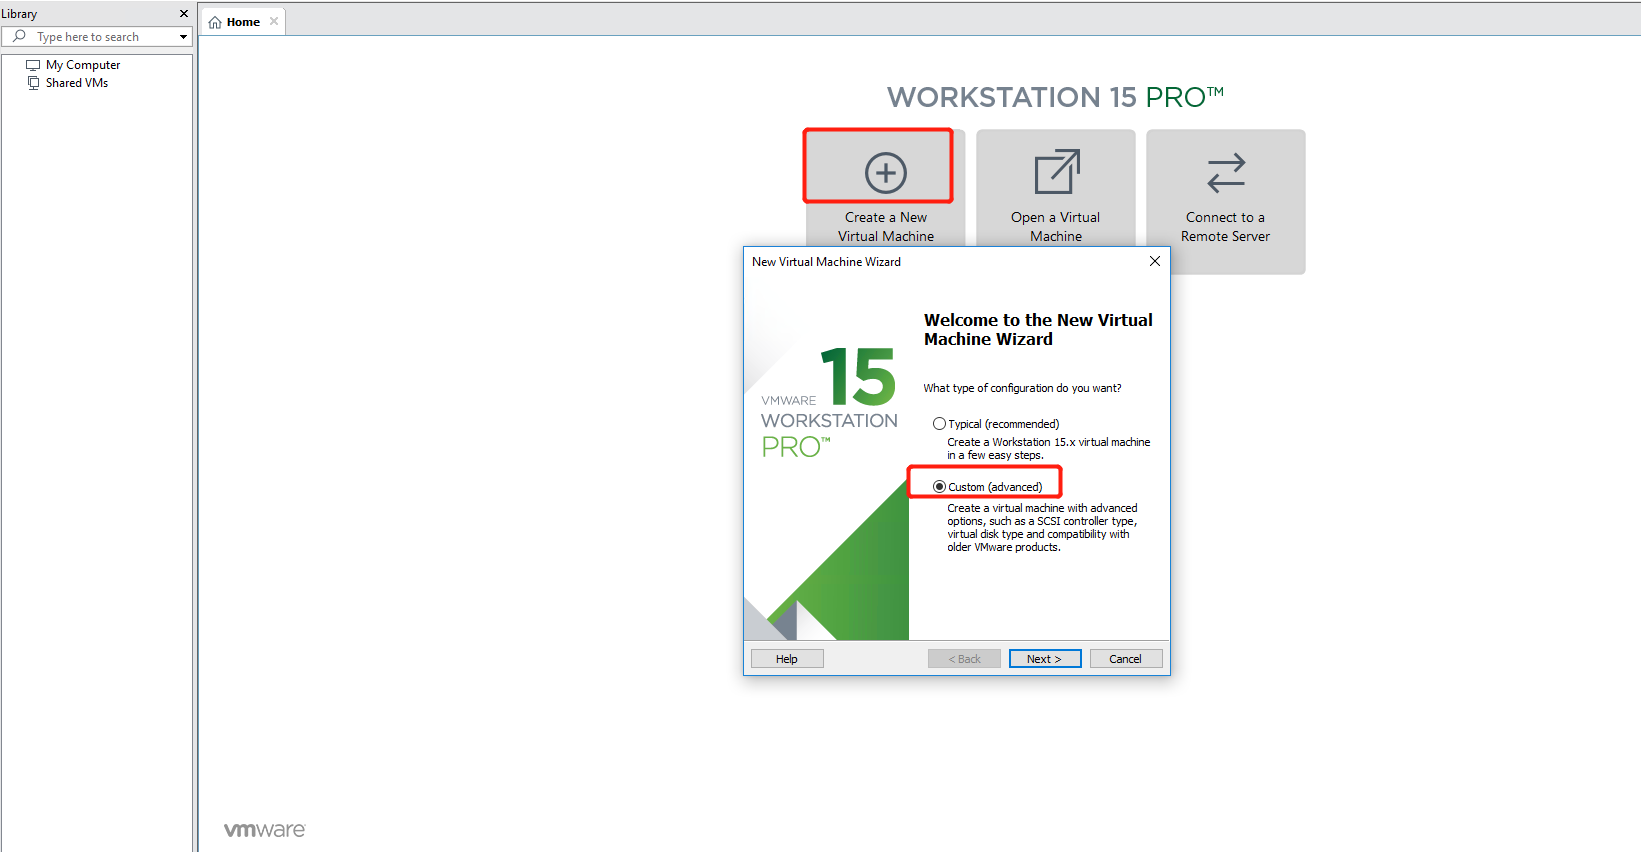 Library
Type here to search
My Computer
Shared VMs
Home
WORKSTATION 15 PRO™
Create a New
Virtual Machine
Open a Virtual
Machine
Connect to a
Remote Server
New Virtual Machine Wizard
15
VMWARE
WORKSTATION
PRO™
Welcome to the New Virtual
Machine Wizard
What type of configuration do you want?
Typical (recommended)
Create a Workstation 15.x virtual machine
in a few easy steps.
Custom (advanced)
Create a virtual machine with advanced
options, such as a SCSI controller type,
virtual disk type and compatibility with
older VMware products.
Help
< Back
Next >
Cancel
vmware